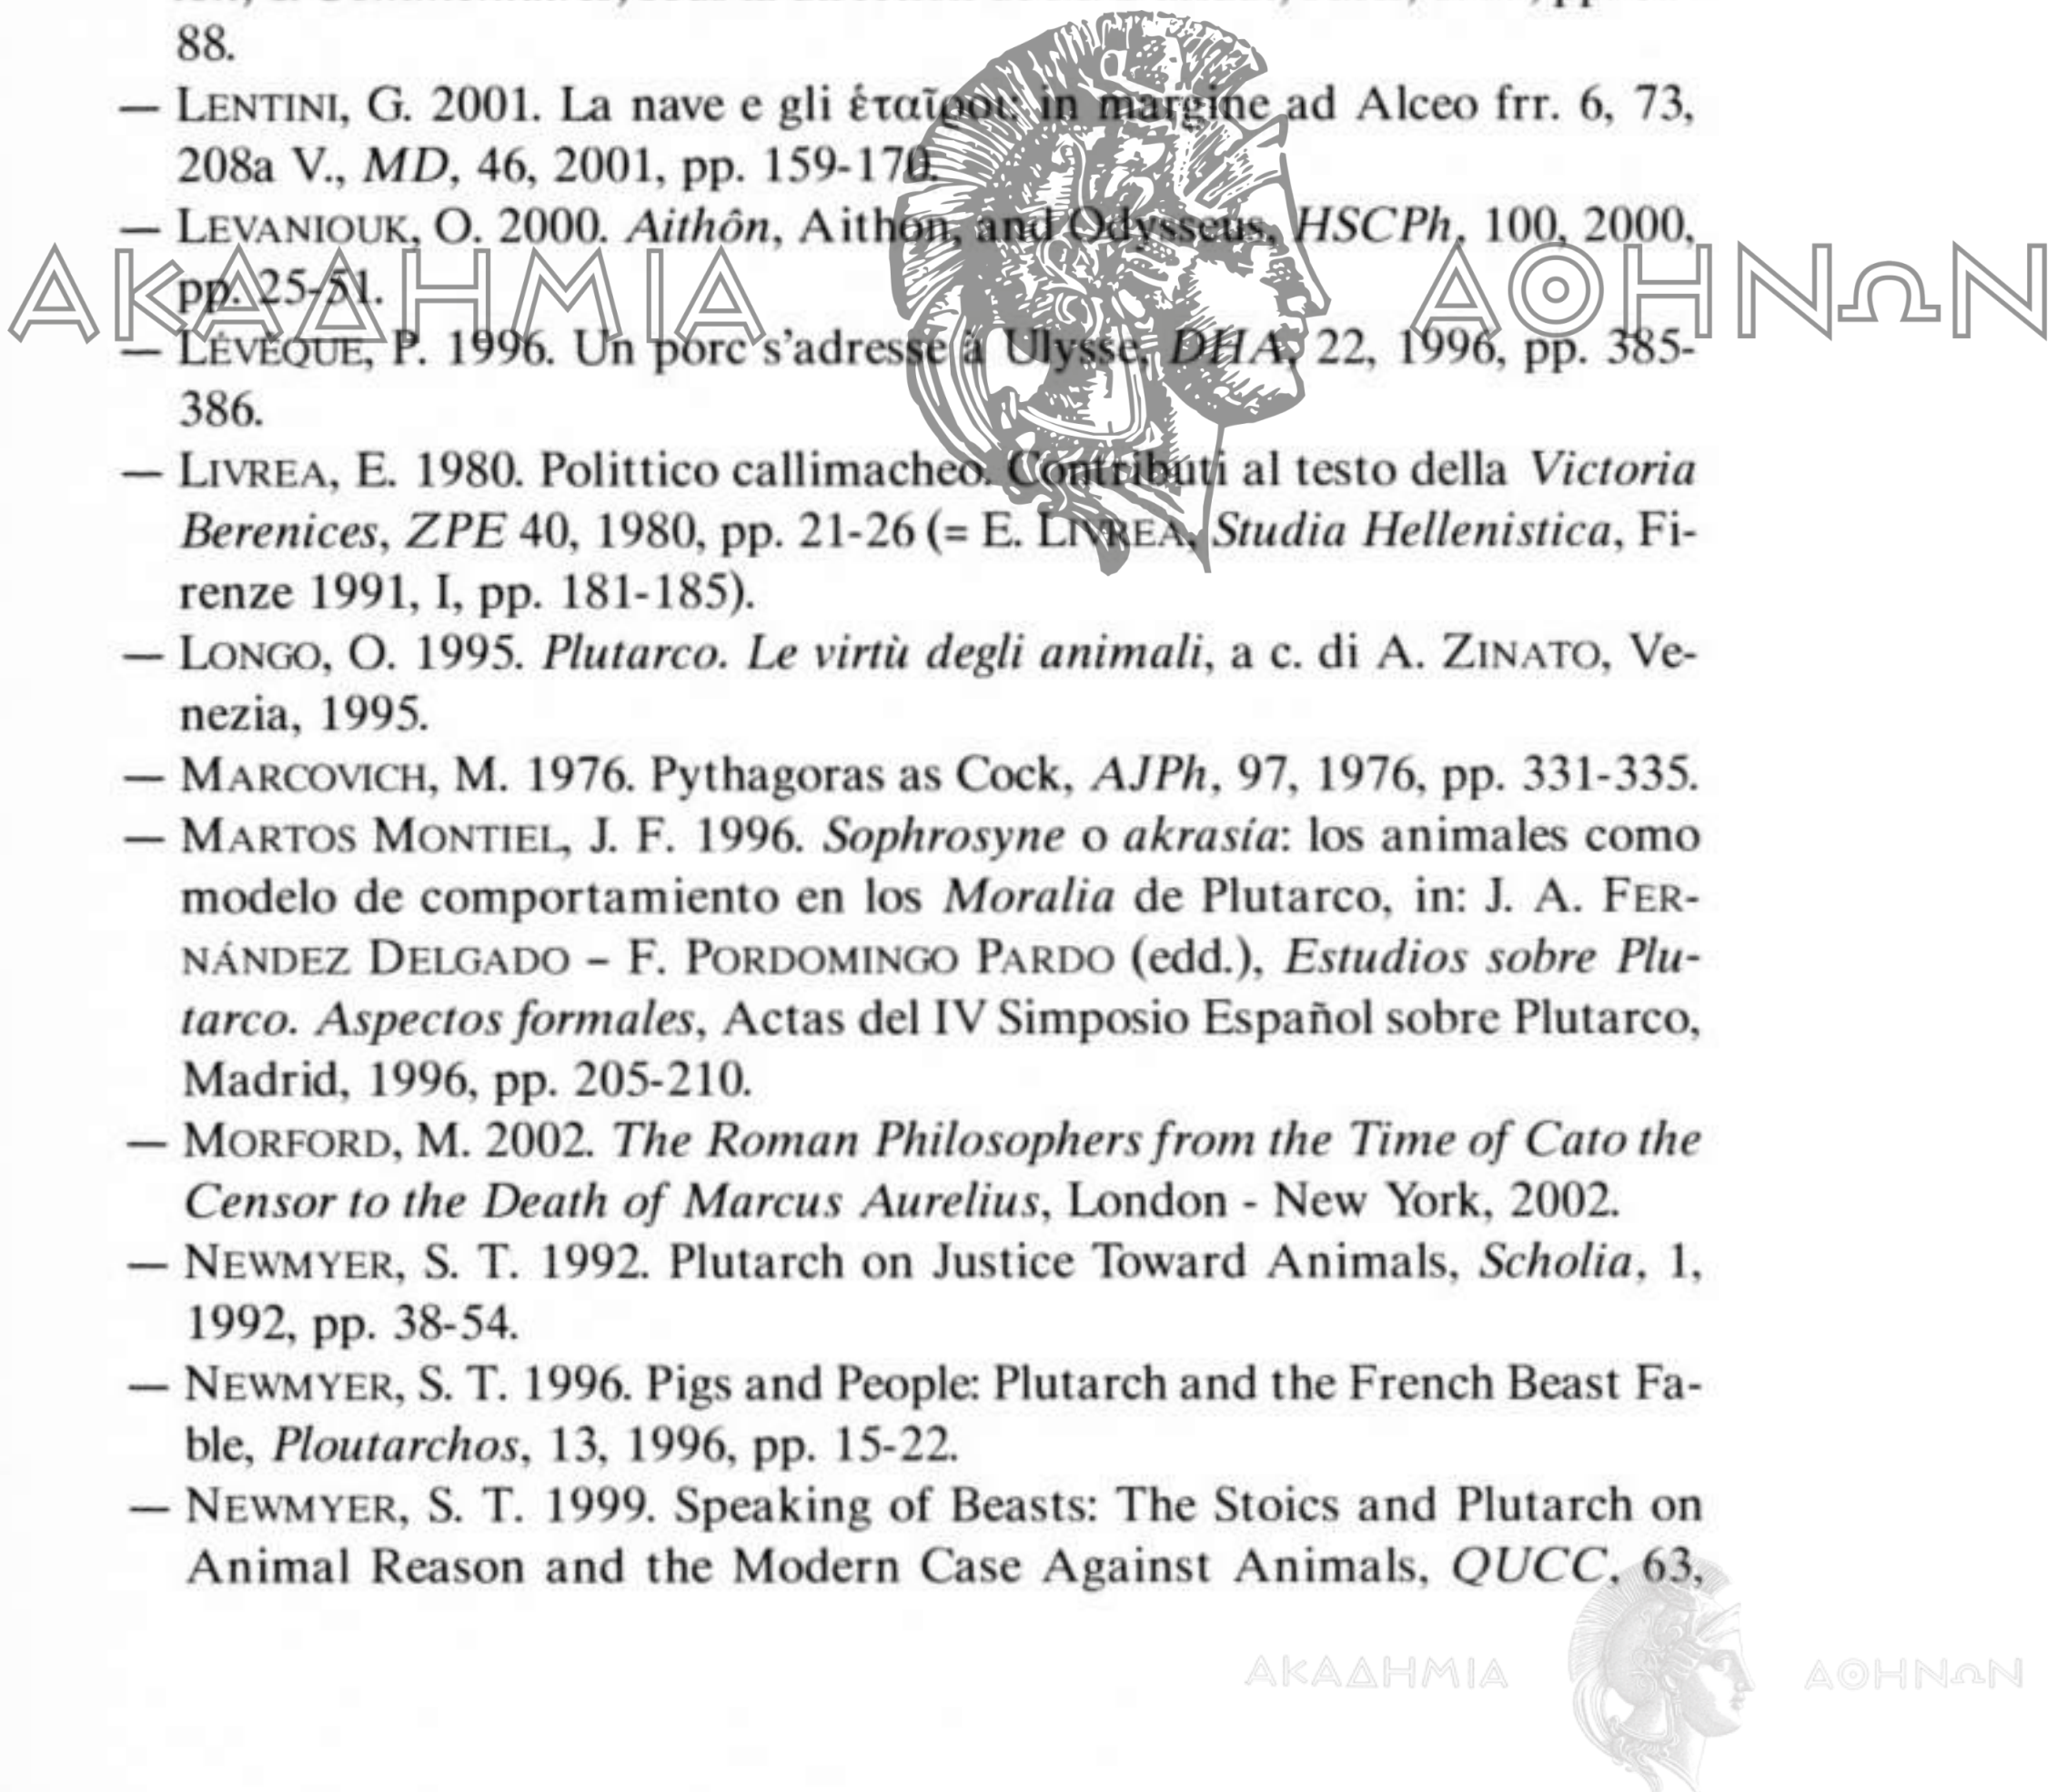 88.
— LENTINI, G. 2001. La nave e gli ἑταῖροι: in margine ad Alceo frr. 6, 73,
208a V., MD, 46, 2001, pp. 159-170.
— LEVANIOUK, O. 2000. Aithôn, Aithon, and Odysseus, HSCPh, 100, 2000,
pp. 25-51.
ΑΚΑΔΗΜΙΑ ΑΘΗΝΩΝ
— LÉVÊQUE, P. 1996. Un porc s'adresse à Ulysse, DHA, 22, 1996, pp. 385-
386.
— LIVREA, E. 1980. Polittico callimacheo. Contributi al testo della Victoria
Berenices, ZPE 40, 1980, pp. 21-26 (= E. LIVREA, Studia Hellenistica, Fi-
renze 1991, I, pp. 181-185).
— LONGO, O. 1995. Plutarco. Le virtù degli animali, a c. di A. ZINATO, Ve-
nezia, 1995.
— MARCOVICH, M. 1976. Pythagoras as Cock, AJPh, 97, 1976, pp. 331-335.
— MARTOS MONTIEL, J. F. 1996. Sophrosyne o akrasía: los animales como
modelo de comportamiento en los Moralia de Plutarco, in: J. A. FER-
NÁNDEZ DELGADO – F. PORDOMINGO PARDO (edd.), Estudios sobre Plu-
tarco. Aspectos formales, Actas del IV Simposio Español sobre Plutarco,
Madrid, 1996, pp. 205-210.
— MORFORD, M. 2002. The Roman Philosophers from the Time of Cato the
Censor to the Death of Marcus Aurelius, London - New York, 2002.
— NEWMYER, S. T. 1992. Plutarch on Justice Toward Animals, Scholia, 1,
1992, pp. 38-54.
— NEWMYER, S. T. 1996. Pigs and People: Plutarch and the French Beast Fa-
ble, Ploutarchos, 13, 1996, pp. 15-22.
— NEWMYER, S. T. 1999. Speaking of Beasts: The Stoics and Plutarch on
Animal Reason and the Modern Case Against Animals, QUCC, 63,
ΑΚΑΔΗΜΙΑ ΑΘΗΝΩΝ